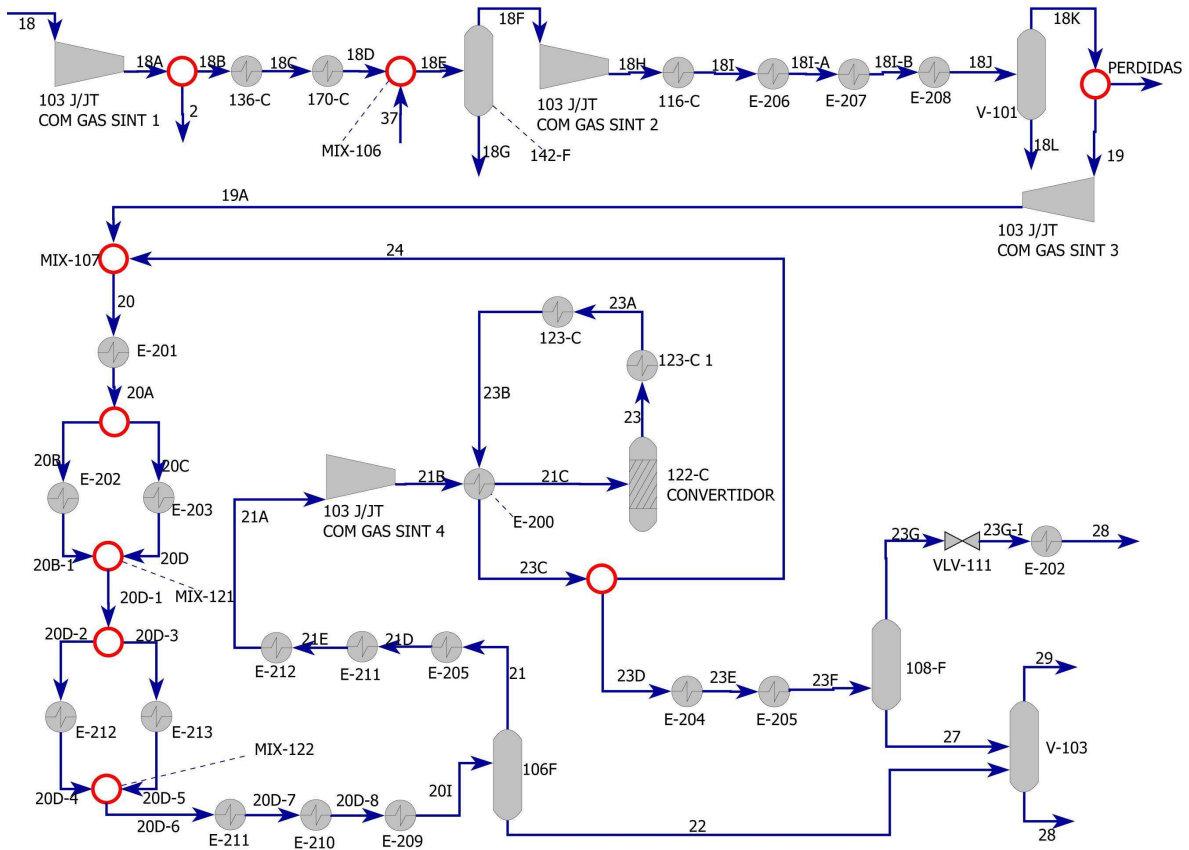 18
18A
18B
18C
18D
18E
18F
18H
18I
18I-A
18I-B
18J
18K
PERDIDAS
103 J/JT
COM GAS SINT 1
2
136-C
170-C
MIX-106
37
18G
142-F
103 J/JT
COM GAS SINT 2
116-C
E-206
E-207
E-208
V-101
18L
19
19A
103 J/JT
COM GAS SINT 3
MIX-107
24
20
E-201
20A
23A
123-C
123-C 1
23B
23
20B
E-202
20C
E-203
21A
21B
21C
122-C
CONVERTIDOR
103 J/JT
COM GAS SINT 4
E-200
20B-1
20D
MIX-121
23C
23G
23G-I
28
VLV-111
E-202
20D-1
20D-2
20D-3
21E
21D
21
E-212
E-211
E-205
23D
23E
23F
E-204
E-205
108-F
29
E-212
E-213
MIX-122
27
V-103
106F
20D-4
20D-5
20D-6
20D-7
20D-8
20I
E-211
E-210
E-209
22
28